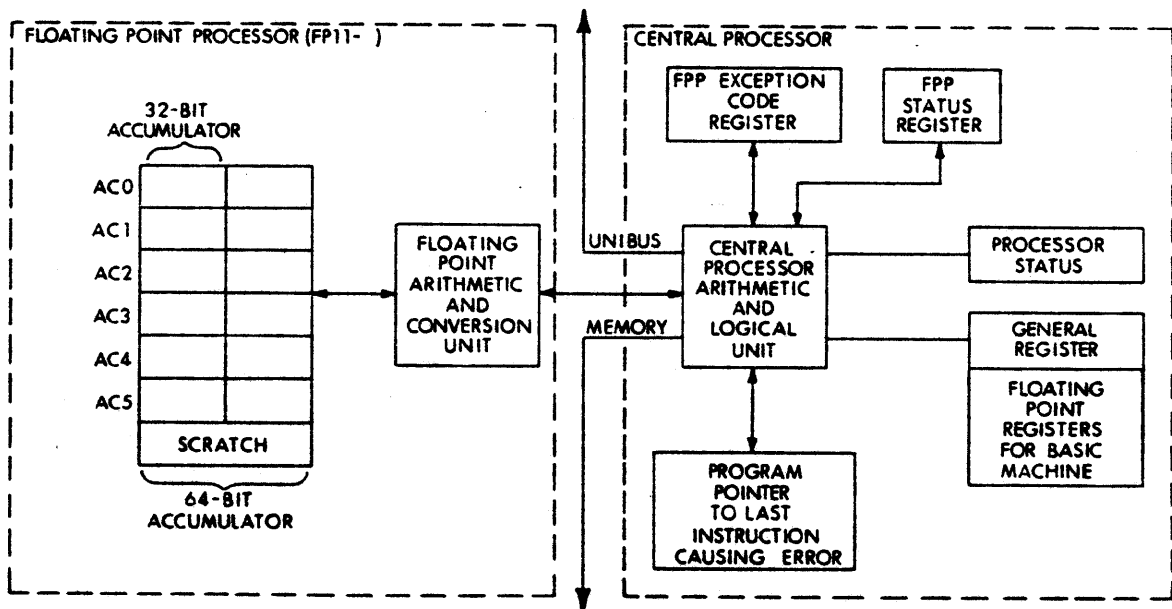 FLOATING POINT PROCESSOR (FP11- )
32-BIT
ACCUMULATOR
AC0
AC1
AC2
AC3
AC4
AC5
SCRATCH
64-BIT
ACCUMULATOR
FLOATING
POINT
ARITHMETIC
AND
CONVERSION
UNIT
UNIBUS
MEMORY
CENTRAL PROCESSOR
FPP EXCEPTION
CODE
REGISTER
FPP
STATUS
REGISTER
CENTRAL
PROCESSOR
ARITHMETIC
AND
LOGICAL
UNIT
PROCESSOR
STATUS
GENERAL
REGISTER
FLOATING
POINT
REGISTERS
FOR BASIC
MACHINE
PROGRAM
POINTER
TO LAST
INSTRUCTION
CAUSING ERROR